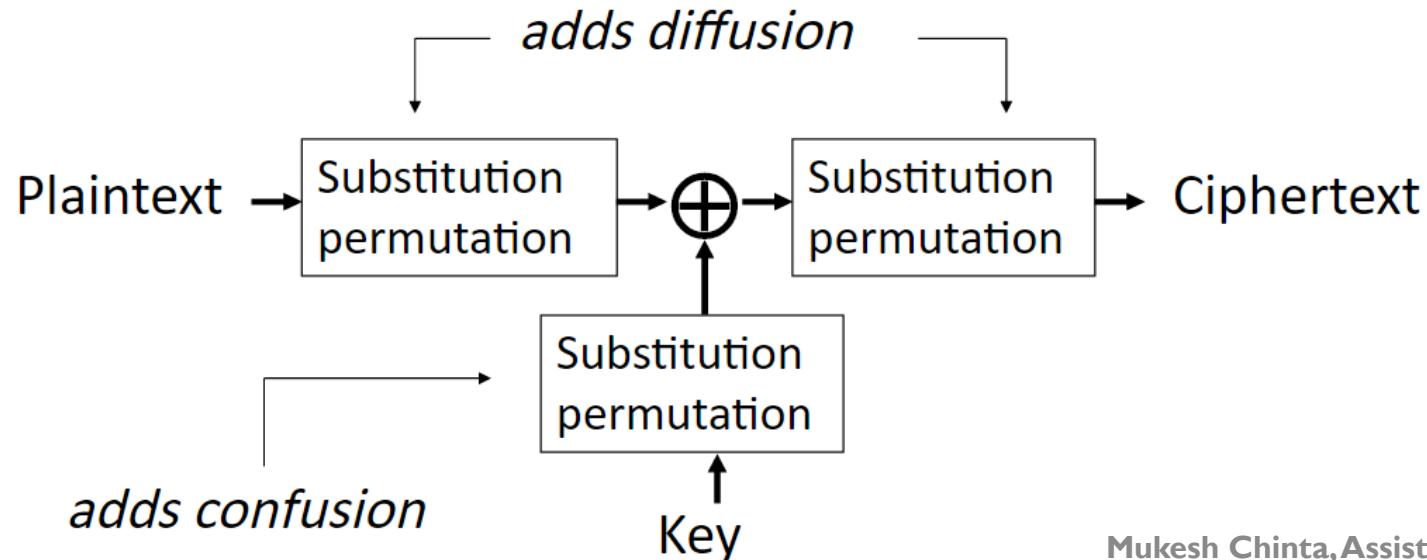 adds diffusion
Plaintext
Substitution
permutation
Substitution
permutation
Ciphertext
Substitution
permutation
adds confusion
Key
Mukesh Chinta, Assist